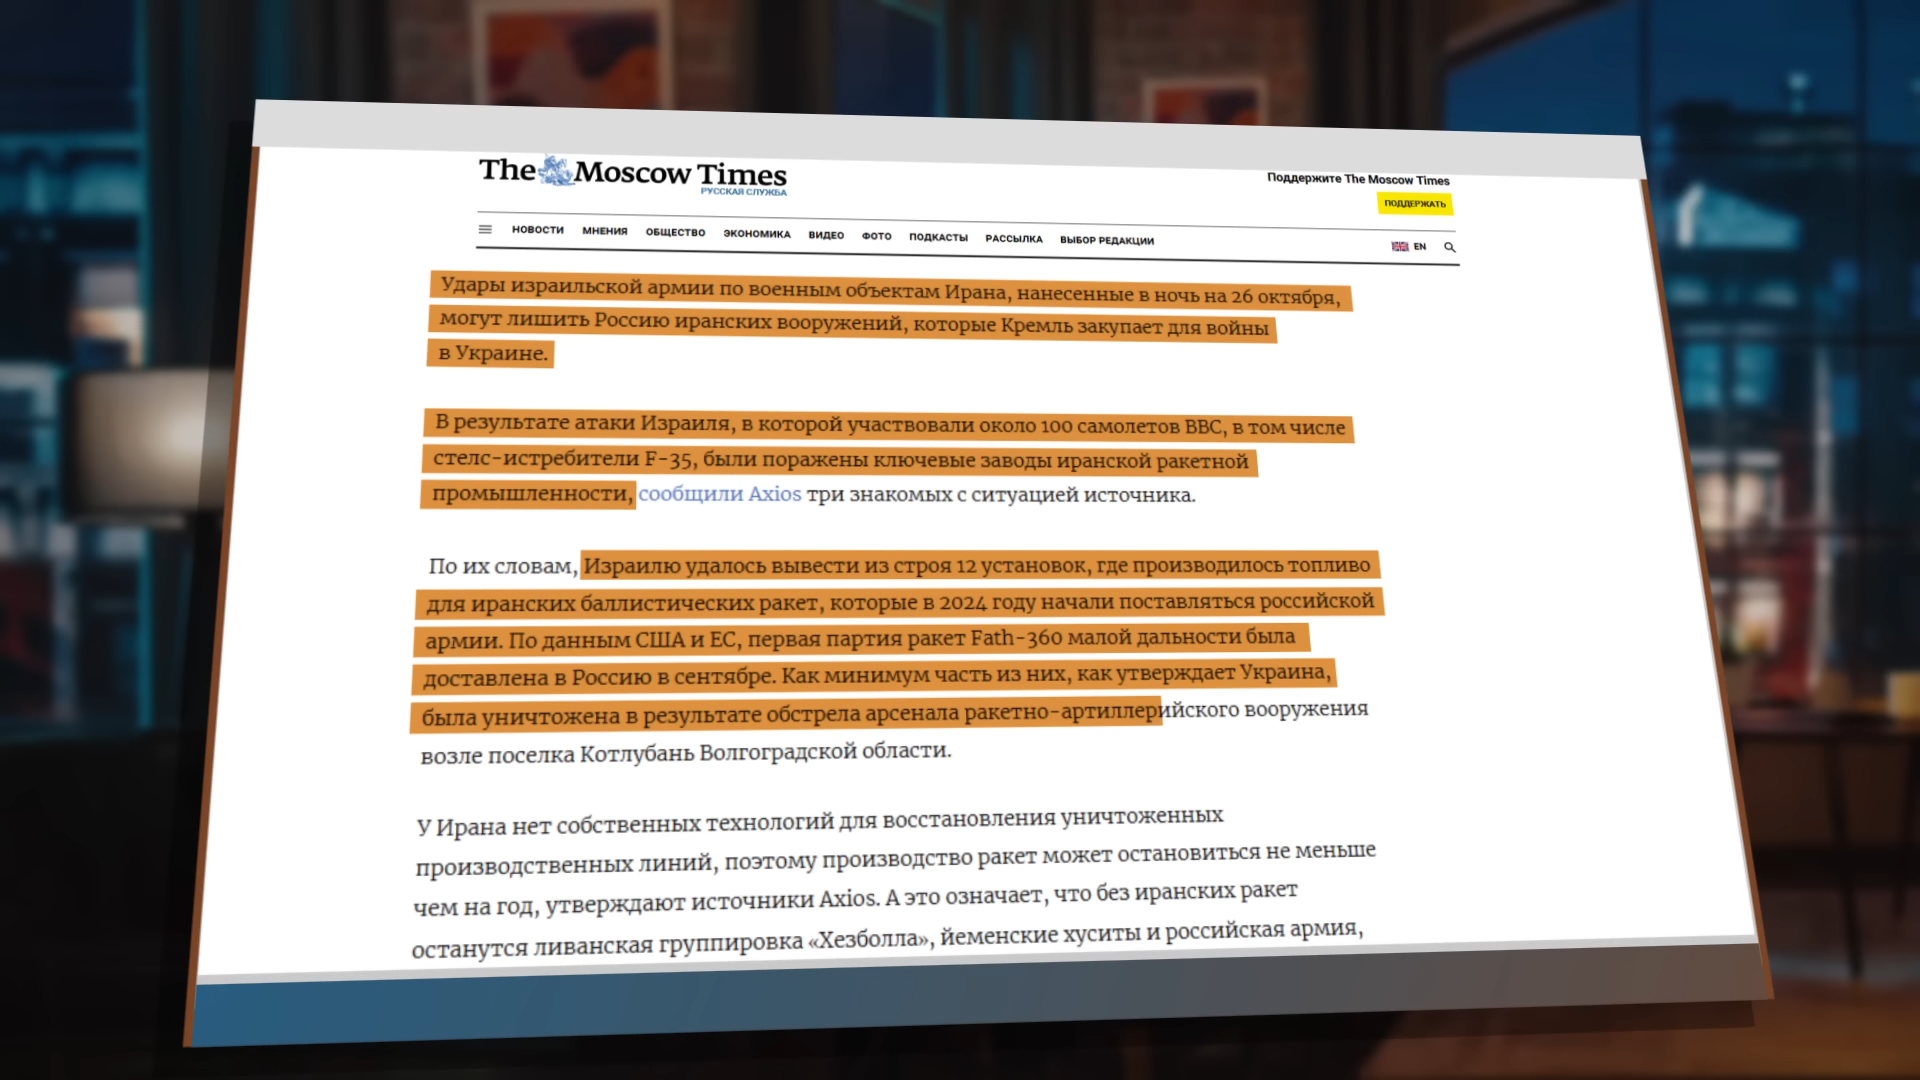 The Moscow Times
РУССКАЯ СЛУЖБА
Поддержите The Moscow Times
ПОДДЕРЖАТЬ
НОВОСТИ МНЕНИЯ ОБЩЕСТВО ЭКОНОМИКА ВИДЕО ФОТО ПОДКАСТЫ РАССЫЛКА ВЫБОР РЕДАКЦИИ EN
Удары израильской армии по военным объектам Ирана, нанесенные в ночь на 26 октября,
могут лишить Россию иранских вооружений, которые Кремль закупает для войны
в Украине.
В результате атаки Израиля, в которой участвовали около 100 самолетов ВВС, в том числе
стелс-истребители F-35, были поражены ключевые заводы иранской ракетной
промышленности, сообщили Axios три знакомых с ситуацией источника.
По их словам, Израилю удалось вывести из строя 12 установок, где производилось топливо
для иранских баллистических ракет, которые в 2024 году начали поставляться российской
армии. По данным США и ЕС, первая партия ракет Fath-360 малой дальности была
доставлена в Россию в сентябре. Как минимум часть из них, как утверждает Украина,
была уничтожена в результате обстрела арсенала ракетно-артиллерийского вооружения
возле поселка Котлубань Волгоградской области.
У Ирана нет собственных технологий для восстановления уничтоженных
производственных линий, поэтому производство ракет может остановиться не меньше
чем на год, утверждают источники Axios. А это означает, что без иранских ракет
останутся ливанская группировка «Хезболла», йеменские хуситы и российская армия,